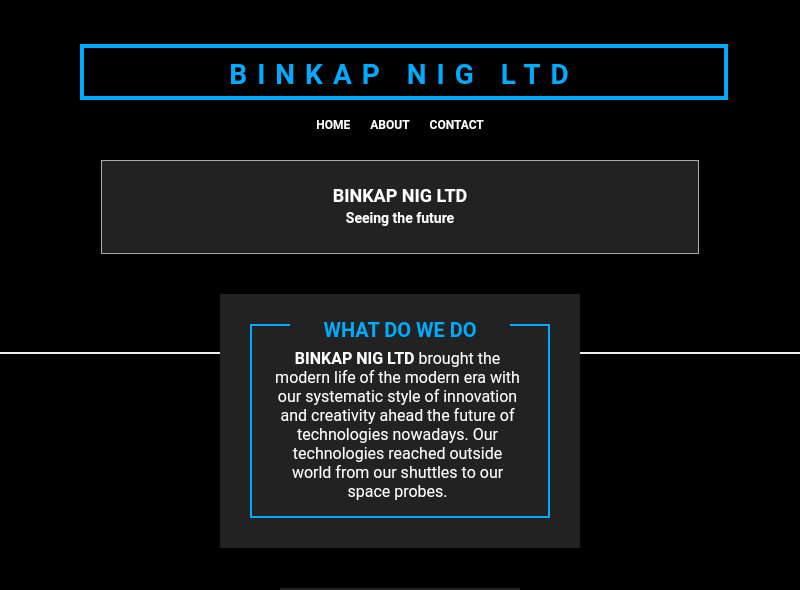 BINKAP NIG LTD
HOME ABOUT CONTACT
BINKAP NIG LTD
Seeing the future
WHAT DO WE DO
BINKAP NIG LTD brought the
modern life of the modern era with
our systematic style of innovation
and creativity ahead the future of
technologies nowadays. Our
technologies reached outside
world from our shuttles to our
space probes.